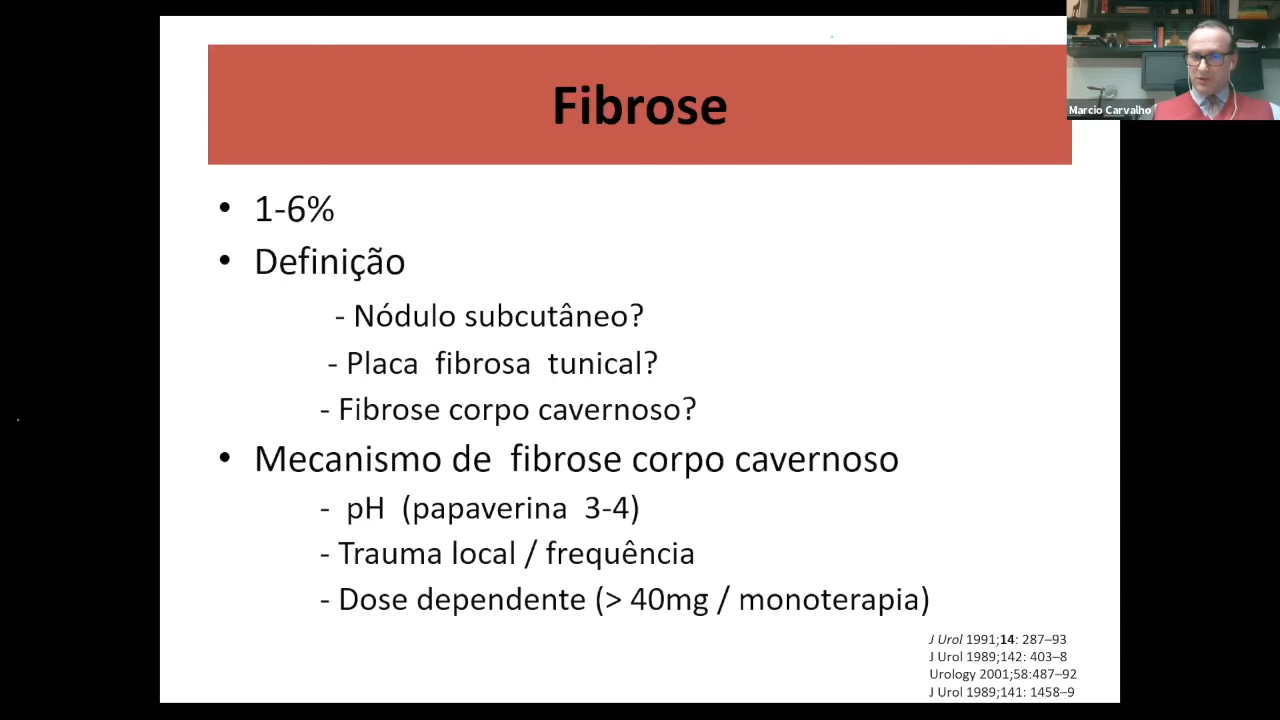 Fibrose
Marcio Carvalho
• 1-6%
• Definição
- Nódulo subcutâneo?
- Placa fibrosa tunical?
- Fibrose corpo cavernoso?
• Mecanismo de fibrose corpo cavernoso
- pH (papaverina 3-4)
- Trauma local / frequência
- Dose dependente (> 40mg / monoterapia)
J Urol 1991;14: 287–93
J Urol 1989;142: 403–8
Urology 2001;58:487–92
J Urol 1989;141: 1458–9